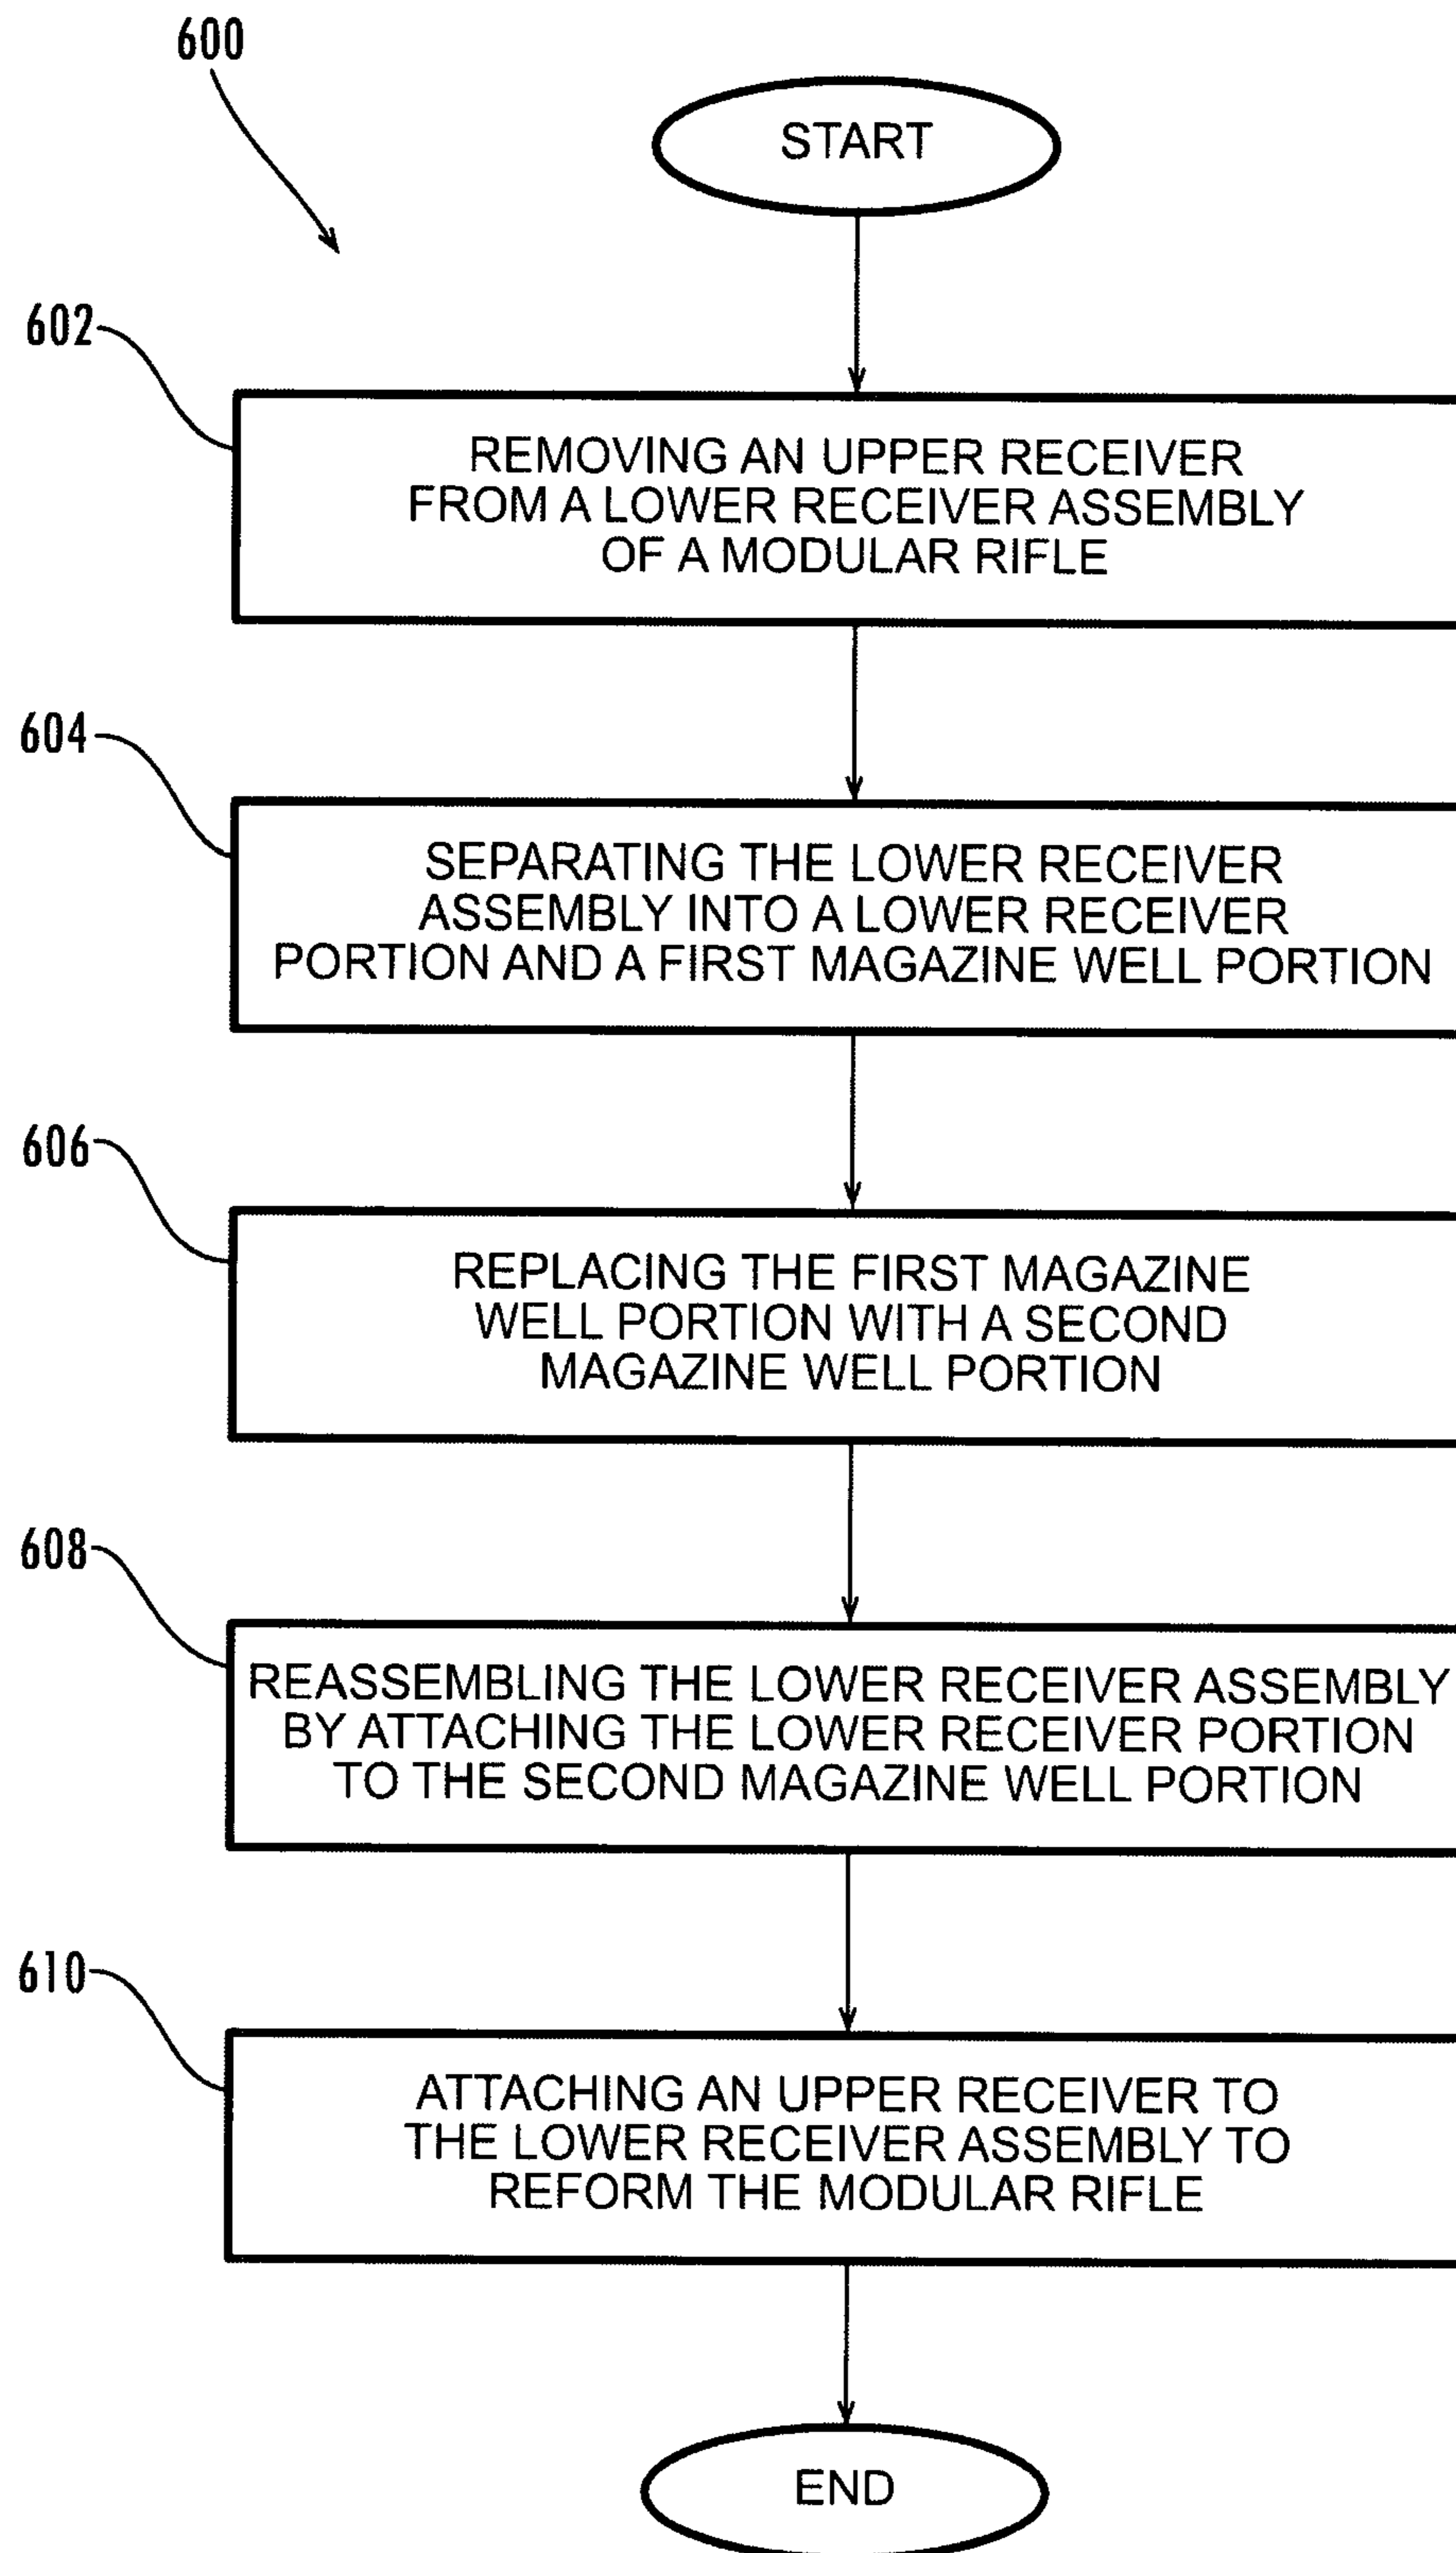 600
START
602
REMOVING AN UPPER RECEIVER
FROM A LOWER RECEIVER ASSEMBLY
OF A MODULAR RIFLE
604
SEPARATING THE LOWER RECEIVER
ASSEMBLY INTO A LOWER RECEIVER
PORTION AND A FIRST MAGAZINE WELL PORTION
606
REPLACING THE FIRST MAGAZINE
WELL PORTION WITH A SECOND
MAGAZINE WELL PORTION
608
REASSEMBLING THE LOWER RECEIVER ASSEMBLY
BY ATTACHING THE LOWER RECEIVER PORTION
TO THE SECOND MAGAZINE WELL PORTION
610
ATTACHING AN UPPER RECEIVER TO
THE LOWER RECEIVER ASSEMBLY TO
REFORM THE MODULAR RIFLE
END